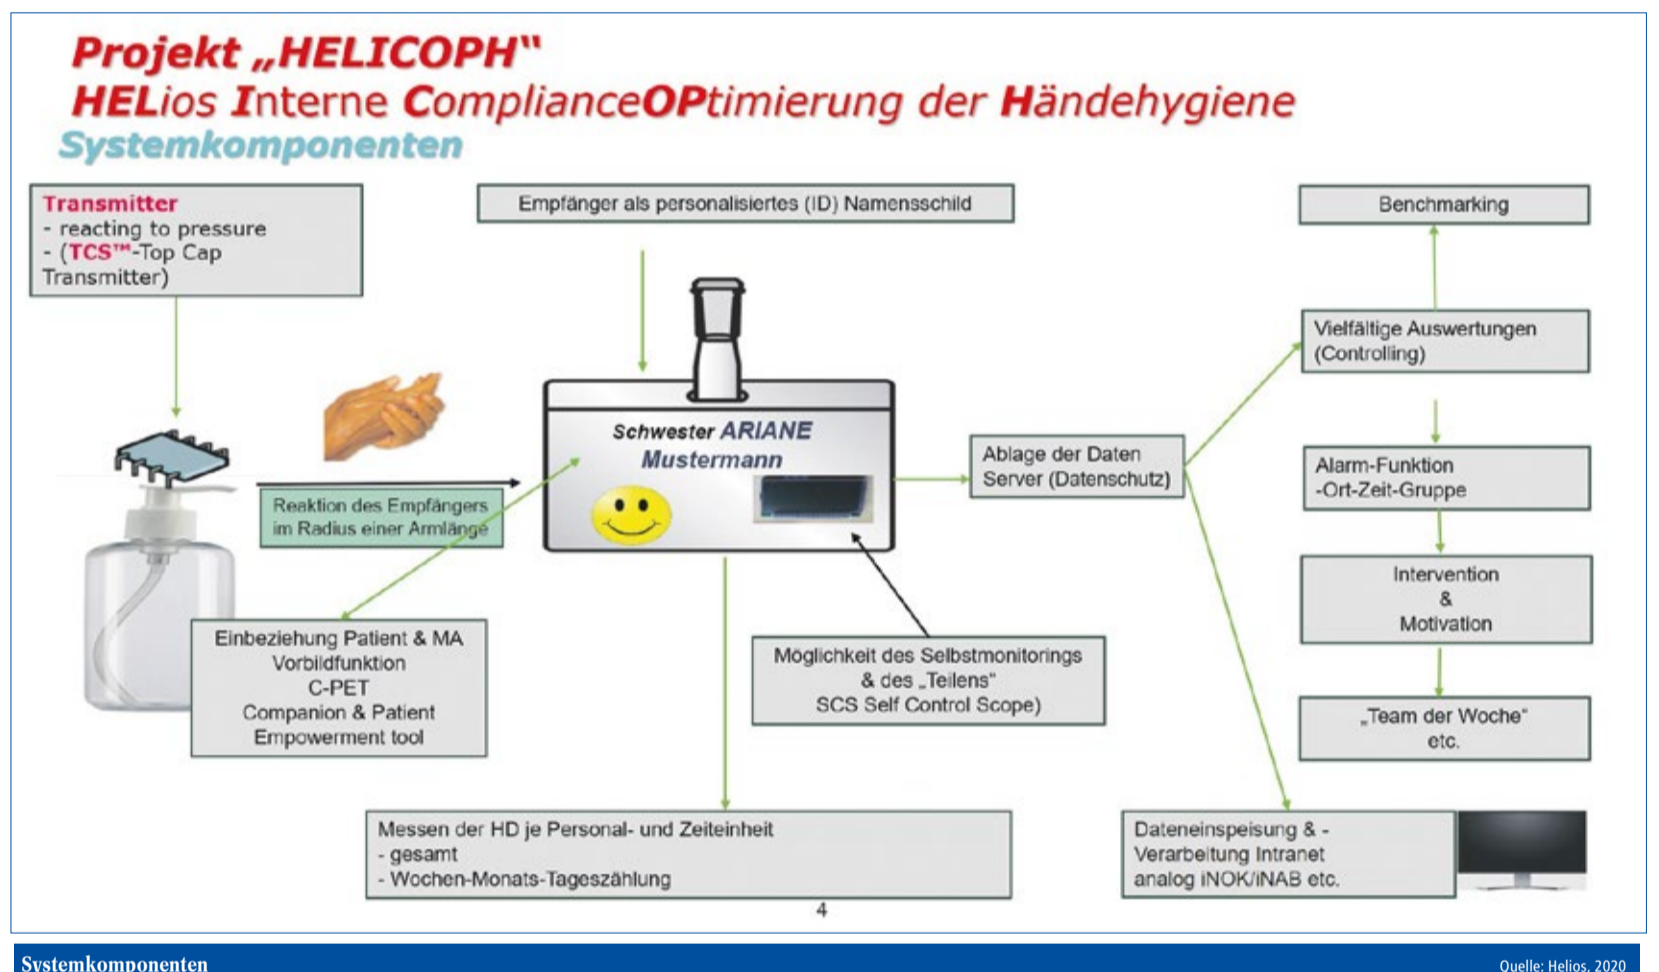 Projekt „HELICOPH“
HELios Interne ComplianceOPtimierung der Händehygiene
Systemkomponenten
Transmitter
- reacting to pressure
- (TCS™-Top Cap
Transmitter)
Empfänger als personalisiertes (ID) Namensschild
Benchmarking
Vielfältige Auswertungen
(Controlling)
Schwester ARIANE
Mustermann
Ablage der Daten
Server (Datenschutz)
Alarm-Funktion
-Ort-Zeit-Gruppe
Reaktion des Empfängers
im Radius einer Armlänge
Intervention
&
Motivation
Einbeziehung Patient & MA
Vorbildfunktion
C-PET
Companion & Patient
Empowerment tool
Möglichkeit des Selbstmonitorings
& des „Teilens“
SCS Self Control Scope)
„Team der Woche“
etc.
Messen der HD je Personal- und Zeiteinheit
- gesamt
- Wochen-Monats-Tageszählung
Dateneinspeisung & -
Verarbeitung Intranet
analog iNOK/iNAB etc.
4
Systemkomponenten
Quelle: Helios, 2020